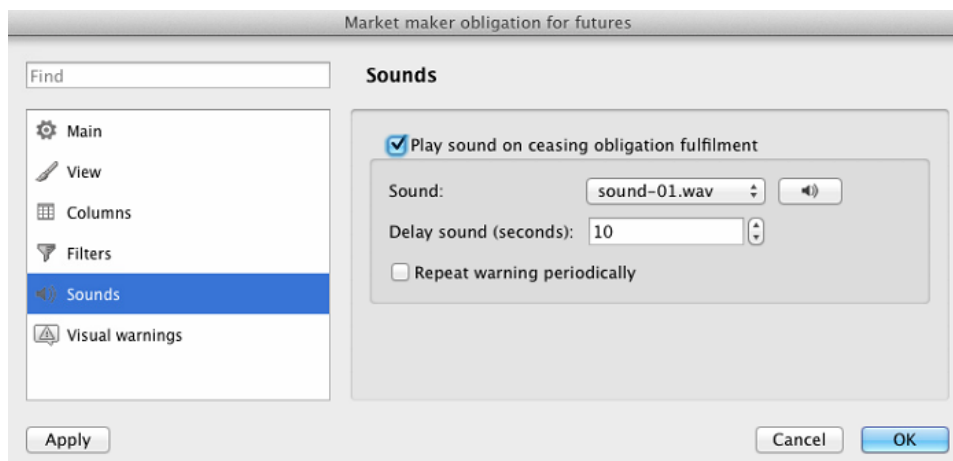 Market maker obligation for futures
Find
Main
View
Columns
Filters
Sounds
Visual warnings
Sounds
Play sound on ceasing obligation fulfilment
Sound: sound-01.wav
Delay sound (seconds): 10
Repeat warning periodically
Apply Cancel OK